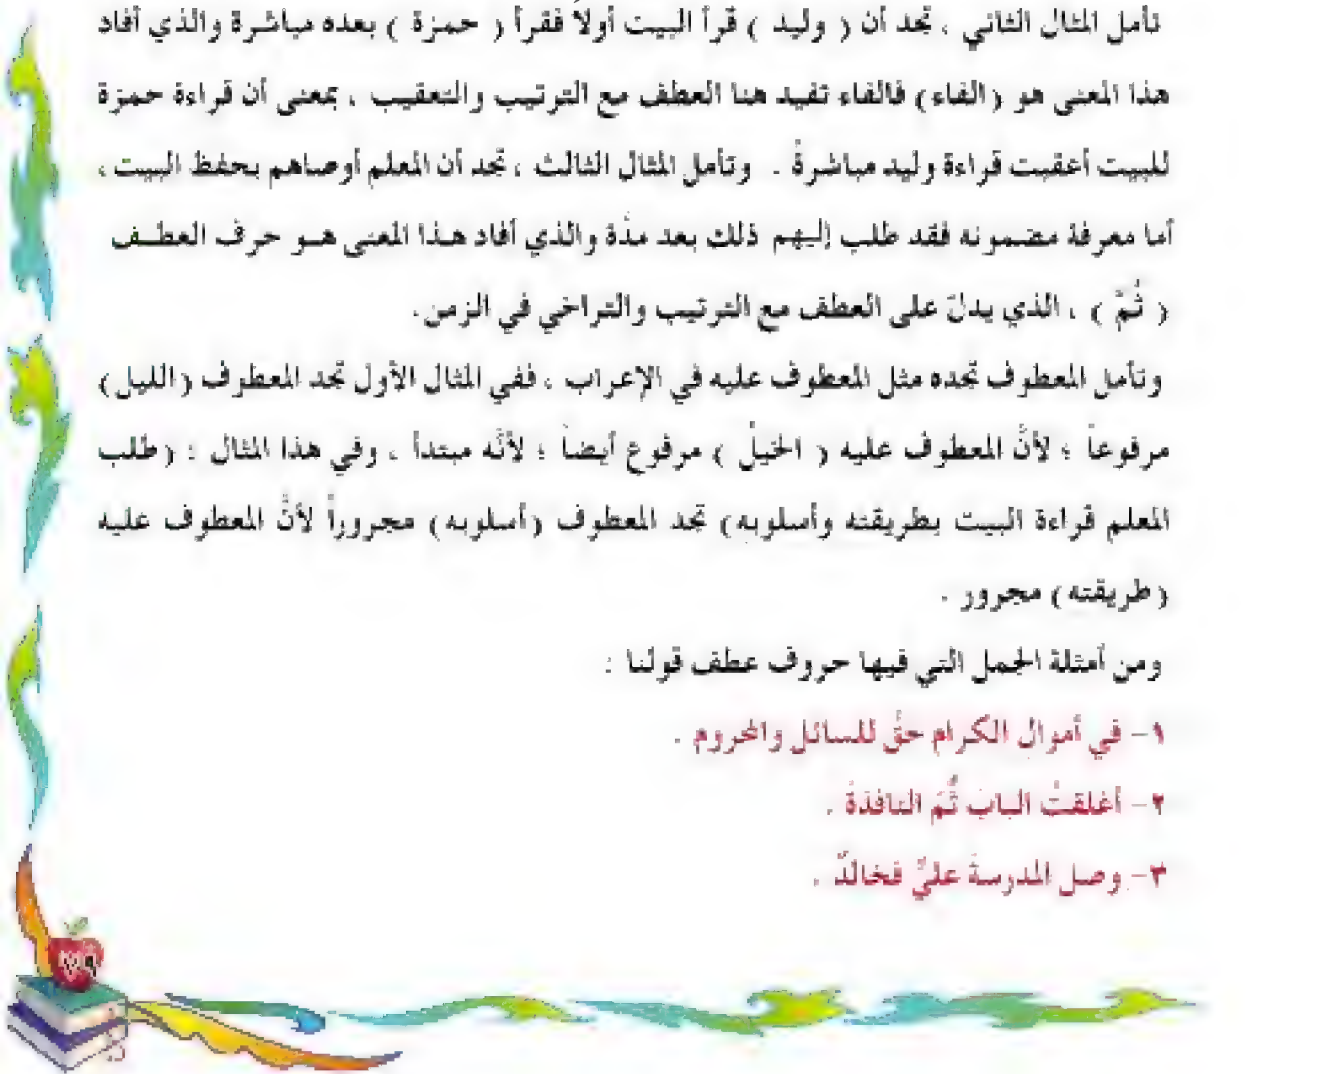 تأمل المثال الثاني ، تجد أن ( وليد ) قرأ البيت أولاً فقرأ ( حمزة ) بعده مباشرة والذي أفاد
هذا المعنى هو (الفاء) فالفاء تفيد هنا العطف مع الترتيب والتعقيب ، بمعنى أن قراءة حمزة
للبيت أعقبت قراءة وليد مباشرةً . وتأمل المثال الثالث ، تجد أن المعلم أوصاهم بحفظ البيت ،
أما معرفة مضمونه فقد طلب إليهم ذلك بعد مدّة والذي أفاد هـذا المعنى هـو حرف العطـف
( ثُمَّ ) ، الذي يدلّ على العطف مع الترتيب والتراخي في الزمن .
وتأمل المعطوف تجده مثل المعطوف عليه في الإعراب ، ففي المثال الأول تجد المعطوف (الليل)
مرفوعاً ؛ لأنَّ المعطوف عليه ( الخيلُ ) مرفوع أيضاً ؛ لأنَّه مبتدأ ، وفي هذا المثال : (طلب
المعلم قراءة البيت بطريقته وأسلوبه) تجد المعطوف (أسلوبه) مجروراً لأنَّ المعطوف عليه
(طريقته) مجرور .
ومن أمثلة الجمل التي فيها حروف عطف قولنا :
١- في أموالِ الكرام حقٌ للسائل والمحروم .
٢- أغلقتُ البابَ ثُمَ النافذةَ .
٣- وصل المدرسةَ عليٌ فخالدٌ .